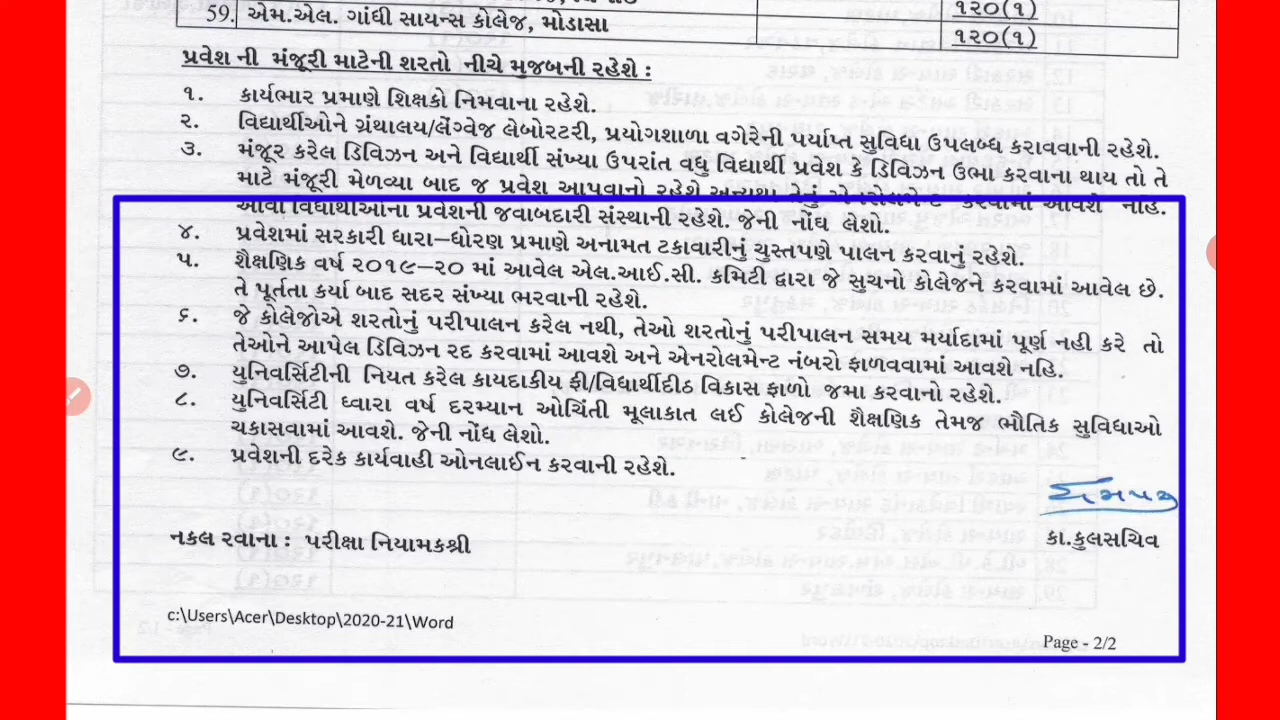 ૧૨૦(૧)
59. એમ.એલ. ગાંધી સાયન્સ કોલેજ, મોડાસા ૧૨૦(૧)
પ્રવેશ ની મંજૂરી માટેની શરતો નીચે મુજબની રહેશે :
૧. કાર્યભાર પ્રમાણે શિક્ષકો નિમવાના રહેશે.
૨. વિદ્યાર્થીઓને ગ્રંથાલય/લેંગ્વેજ લેબોરટરી, પ્રયોગશાળા વગેરેની પર્યાપ્ત સુવિધા ઉપલબ્ધ કરાવવાની રહેશે.
૩. મંજૂર કરેલ ડિવિઝન અને વિદ્યાર્થી સંખ્યા ઉપરાંત વધુ વિદ્યાર્થી પ્રવેશ કે ડિવિઝન ઉભા કરવાના થાય તો તે
માટે મંજૂરી મેળવ્યા બાદ જ પ્રવેશ આપવાનો રહેશે અન્યથા કરવામાં આવશે નહિ.
આવા વિદ્યાર્થીઓના પ્રવેશની જવાબદારી સંસ્થાની રહેશે. જેની નોંધ લેશો.
૪. પ્રવેશમાં સરકારી ધારા–ધોરણ પ્રમાણે અનામત ટકાવારીનું ચુસ્તપણે પાલન કરવાનું રહેશે.
૫. શૈક્ષણિક વર્ષ ૨૦૧૯–૨૦ માં આવેલ એલ.આઈ.સી. કમિટી દ્વારા જે સુચનો કોલેજને કરવામાં આવેલ છે.
તે પૂર્તતા કર્યા બાદ સદર સંખ્યા ભરવાની રહેશે.
૬. જે કોલેજોએ શરતોનું પરીપાલન કરેલ નથી, તેઓ શરતોનું પરીપાલન સમય મર્યાદામાં પૂર્ણ નહી કરે તો
તેઓને આપેલ ડિવિઝન રદ કરવામાં આવશે અને એનરોલમેન્ટ નંબરો ફાળવવામાં આવશે નહિ.
૭. યુનિવર્સિટીની નિયત કરેલ કાયદાકીય ફી/વિદ્યાર્થીદીઠ વિકાસ ફાળો જમા કરવાનો રહેશે.
૮. યુનિવર્સિટી ધ્વારા વર્ષ દરમ્યાન ઓચિંતી મૂલાકાત લઈ કોલેજની શૈક્ષણિક તેમજ ભૌતિક સુવિધાઓ
ચકાસવામાં આવશે. જેની નોંધ લેશો.
૯. પ્રવેશની દરેક કાર્યવાહી ઓનલાઈન કરવાની રહેશે.
નકલ રવાના : પરીક્ષા નિયામકશ્રી કા.કુલસચિવ
c:\Users\Acer\Desktop\2020-21\Word
Page - 2/2